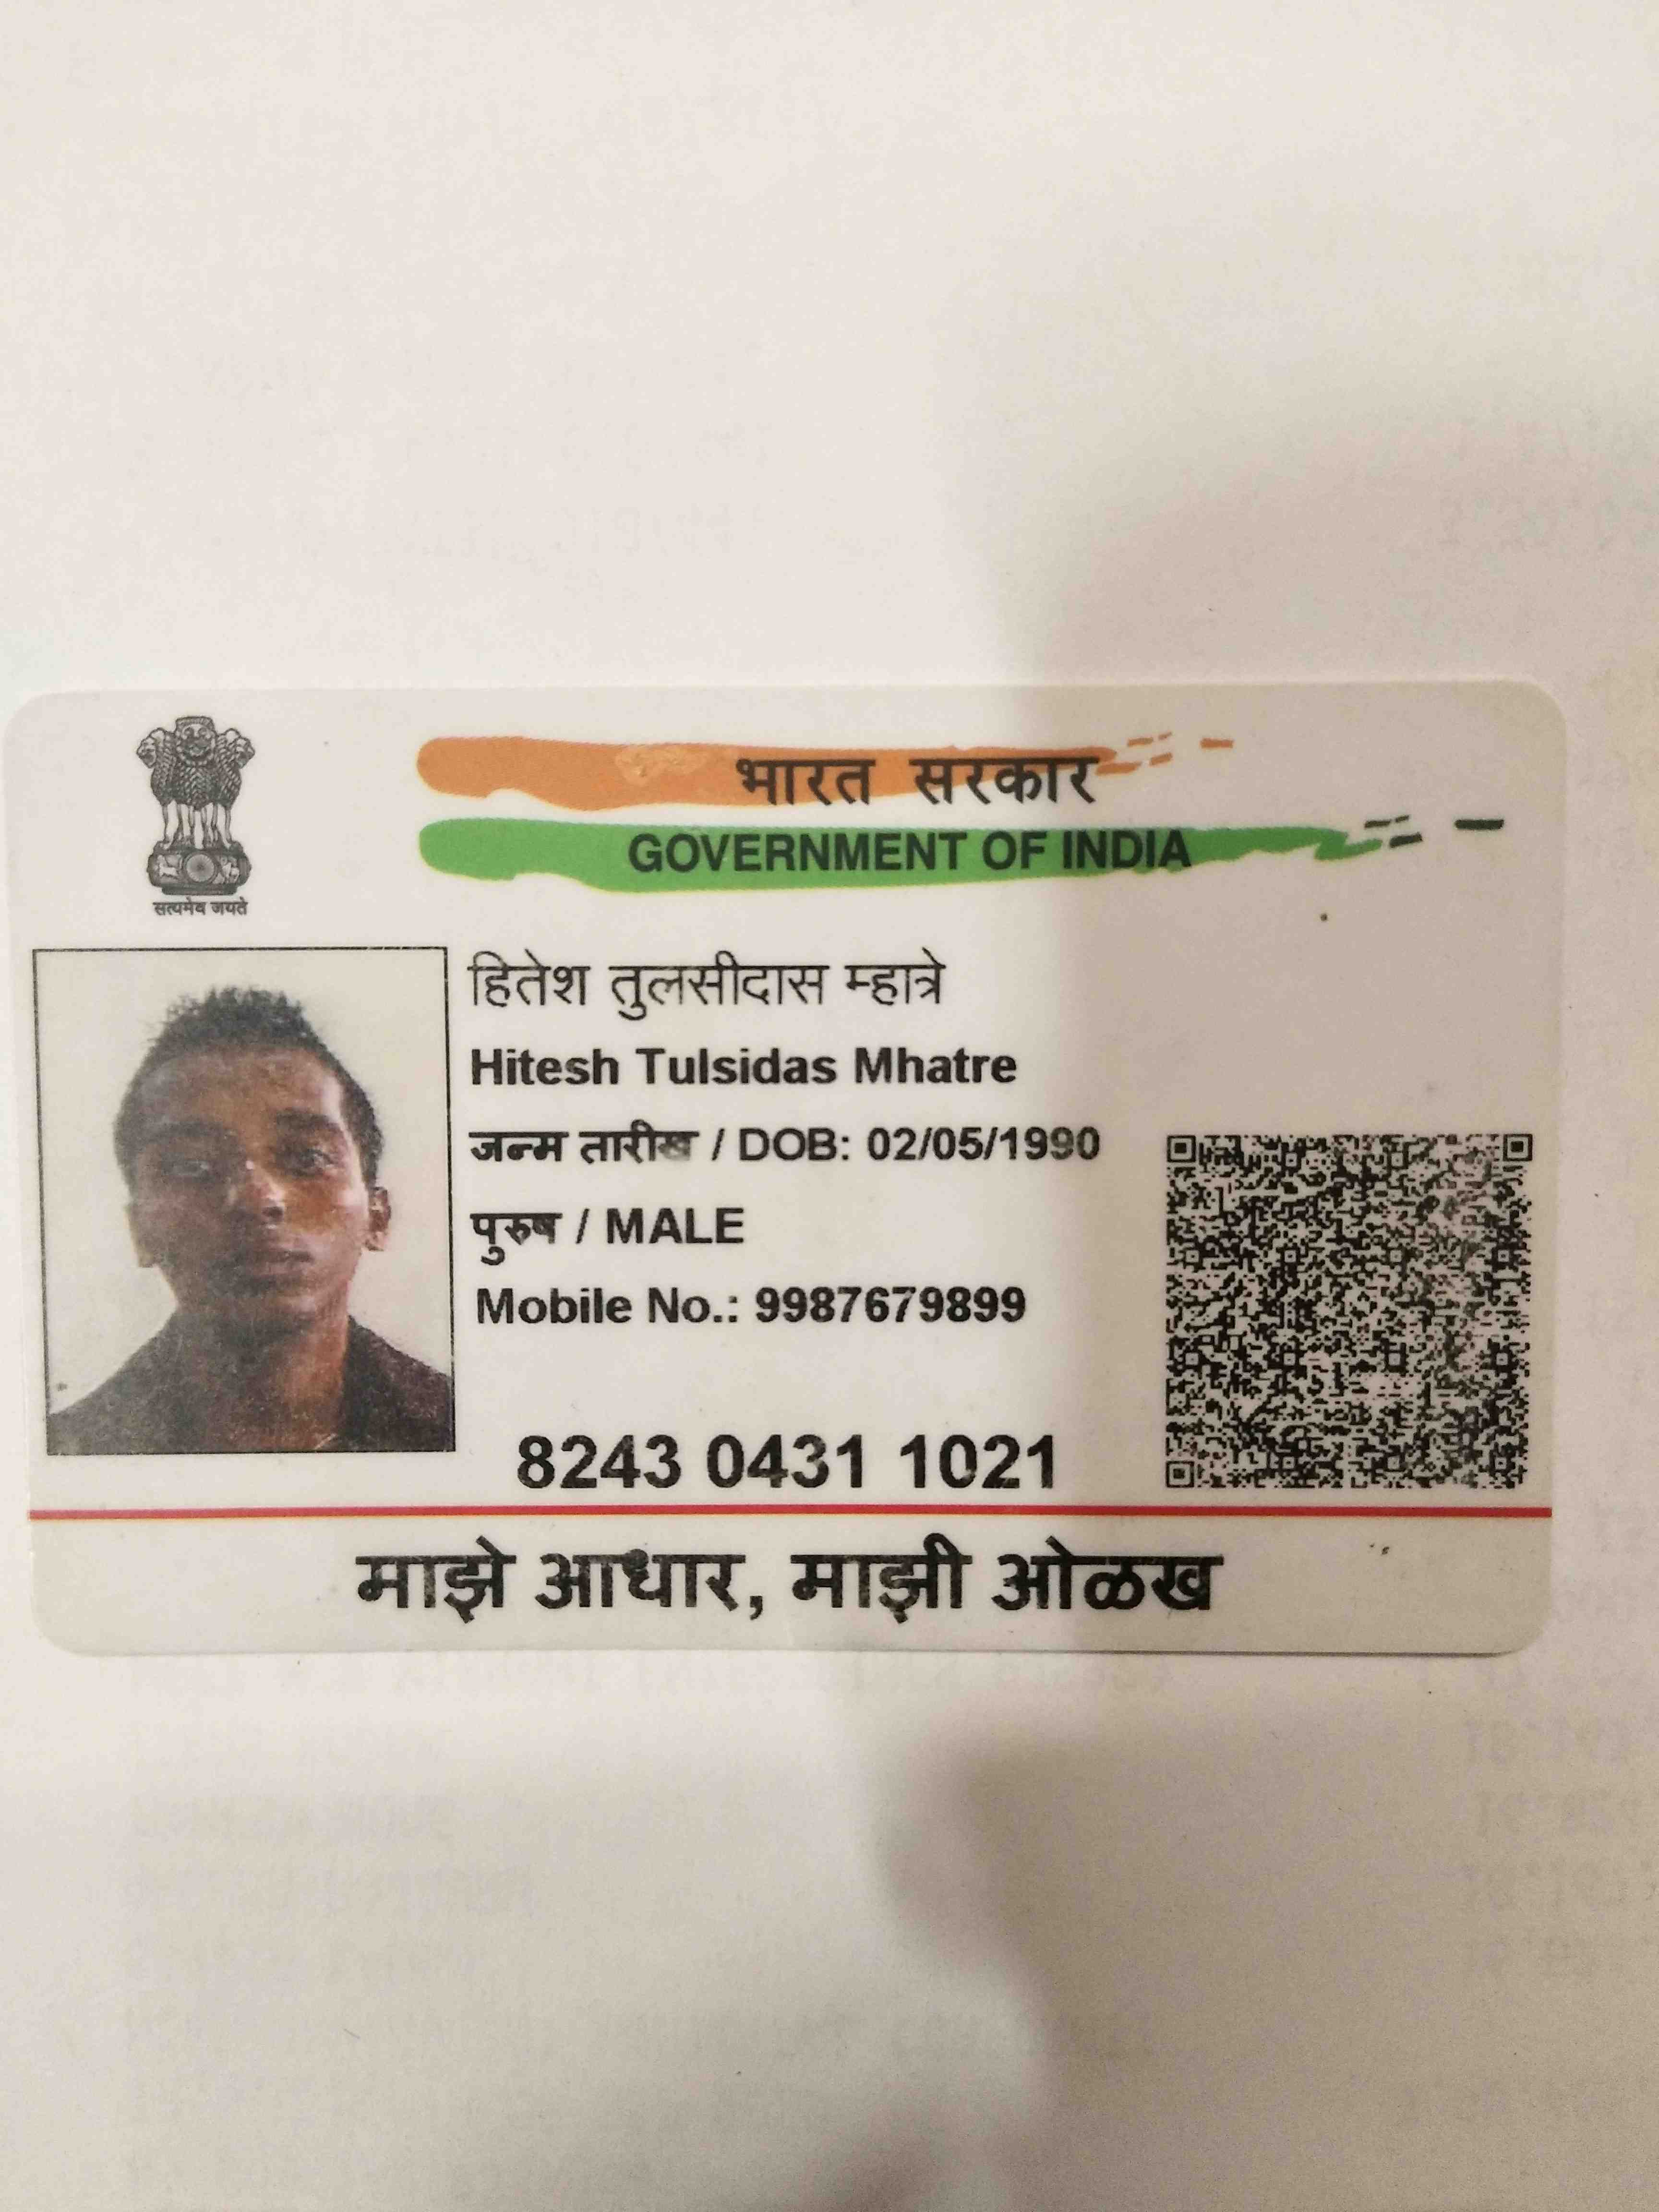 भारत सरकार
GOVERNMENT OF INDIA
सत्यमेव जयते
हितेश तुलसीदास म्हात्रे
Hitesh Tulsidas Mhatre
जन्म तारीख / DOB: 02/05/1990
पुरुष / MALE
Mobile No.: 9987679899
8243 0431 1021
माझे आधार, माझी ओळख